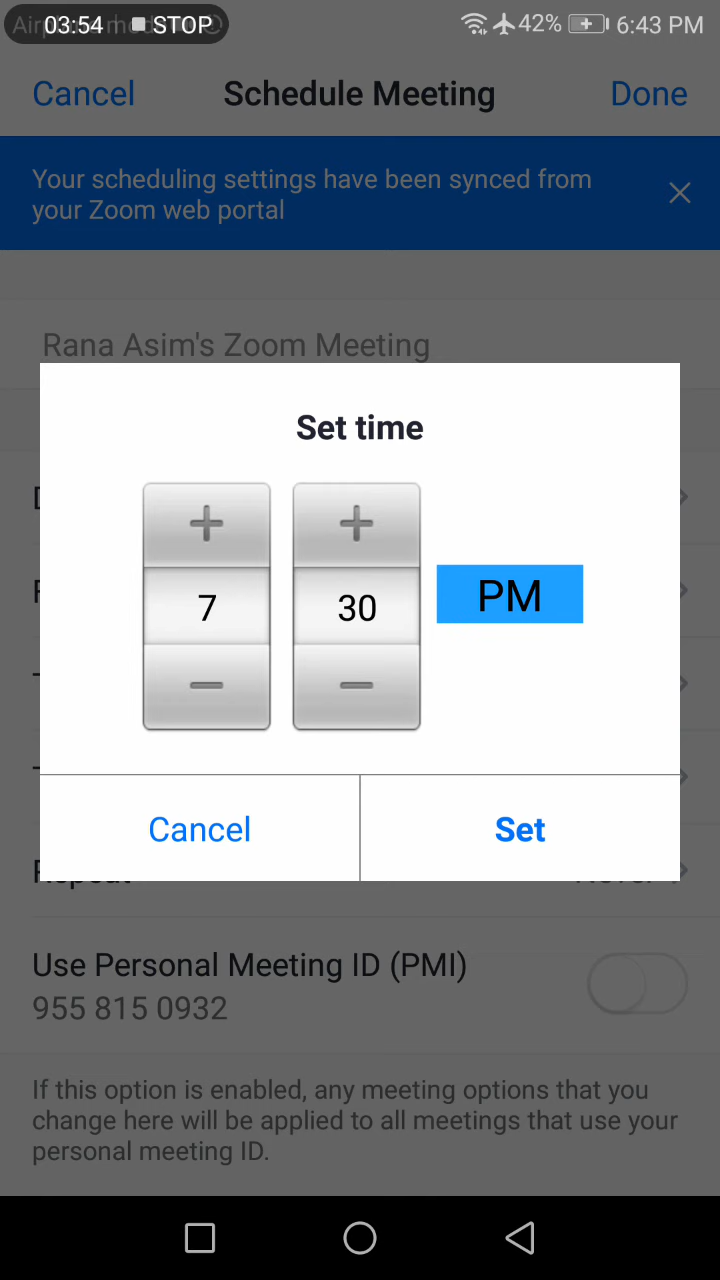 03:54 STOP 42% 6:43 PM
Cancel Schedule Meeting Done
Your scheduling settings have been synced from
your Zoom web portal
Rana Asim's Zoom Meeting
Set time
7 30 PM
Cancel Set
Repeat
Use Personal Meeting ID (PMI)
955 815 0932
If this option is enabled, any meeting options that you
change here will be applied to all meetings that use your
personal meeting ID.